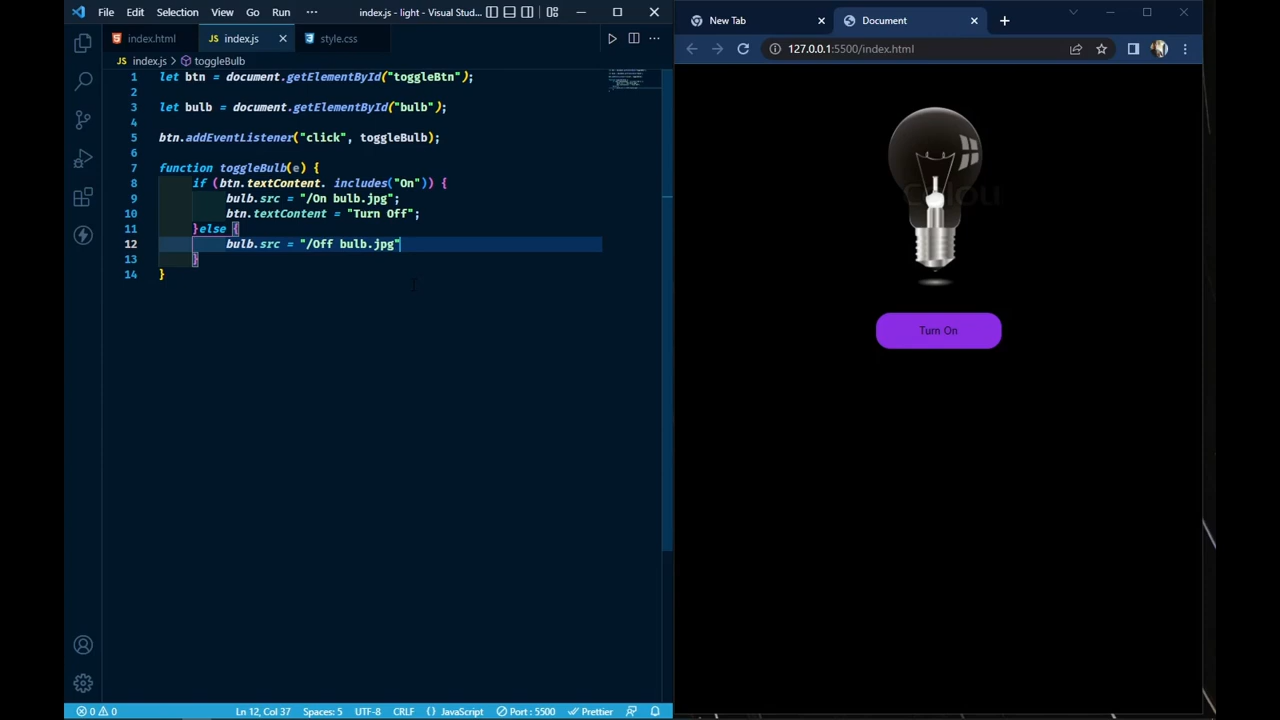 File Edit Selection View Go Run ··· index.js - light - Visual Stud...
index.html index.js style.css
index.js > toggleBulb
1 let btn = document.getElementById("toggleBtn");
2
3 let bulb = document.getElementById("bulb");
4
5 btn.addEventListener("click", toggleBulb);
6
7 function toggleBulb(e) {
8 if (btn.textContent. includes("On")) {
9 bulb.src = "/On bulb.jpg";
10 btn.textContent = "Turn Off";
11 }else {
12 bulb.src = "/Off bulb.jpg"
13 }
14 }
0 0 Ln 12, Col 37 Spaces: 5 UTF-8 CRLF {} JavaScript Port : 5500 Prettier
New Tab Document
127.0.0.1:5500/index.html
Turn On